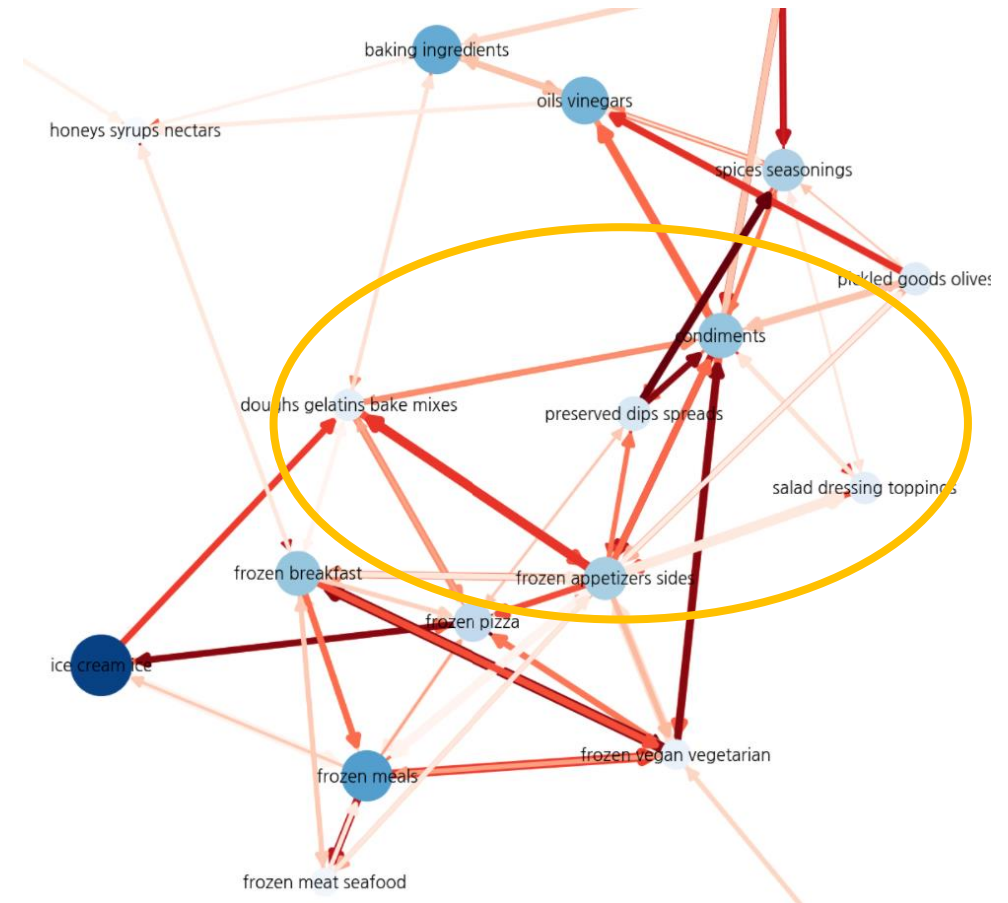 baking ingredients
oils vinegars
honeys syrups nectars
spices seasonings
pickled goods olives
condiments
doughs gelatins bake mixes
preserved dips spreads
salad dressing toppings
frozen breakfast
frozen appetizers sides
frozen pizza
ice cream ice
frozen vegan vegetarian
frozen meals
frozen meat seafood